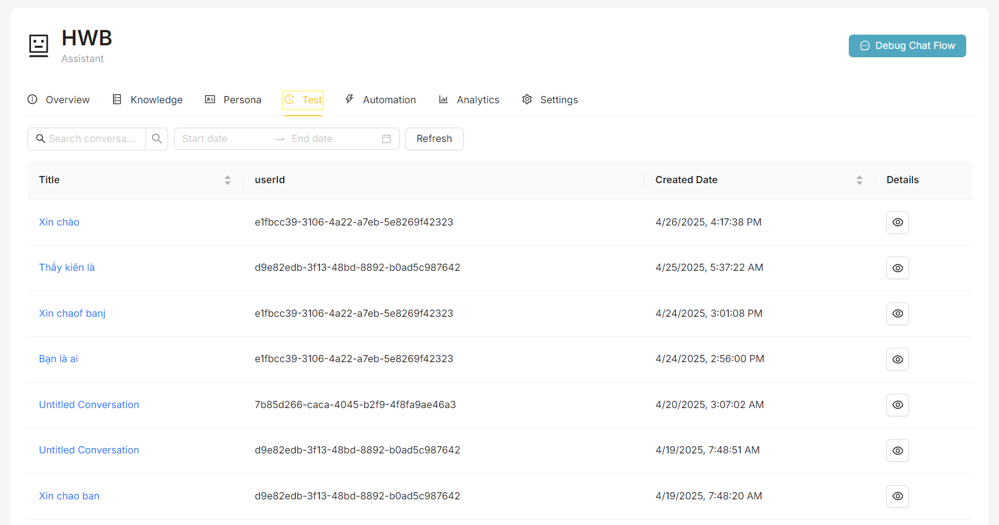 HWB
Assistant
Debug Chat Flow
Overview Knowledge Persona Test Automation Analytics Settings
Search conversa... Start date End date Refresh
Title userId Created Date Details
Xin chào e1fbcc39-3106-4a22-a7eb-5e8269f42323 4/26/2025, 4:17:38 PM
Thầy kiên là d9e82edb-3f13-48bd-8892-b0ad5c987642 4/25/2025, 5:37:22 AM
Xin chaof banj e1fbcc39-3106-4a22-a7eb-5e8269f42323 4/24/2025, 3:01:08 PM
Bạn là ai e1fbcc39-3106-4a22-a7eb-5e8269f42323 4/24/2025, 2:56:00 PM
Untitled Conversation 7b85d266-caca-4045-b2f9-4f8fa9ae46a3 4/20/2025, 3:07:02 AM
Untitled Conversation d9e82edb-3f13-48bd-8892-b0ad5c987642 4/19/2025, 7:48:51 AM
Xin chao ban d9e82edb-3f13-48bd-8892-b0ad5c987642 4/19/2025, 7:48:20 AM